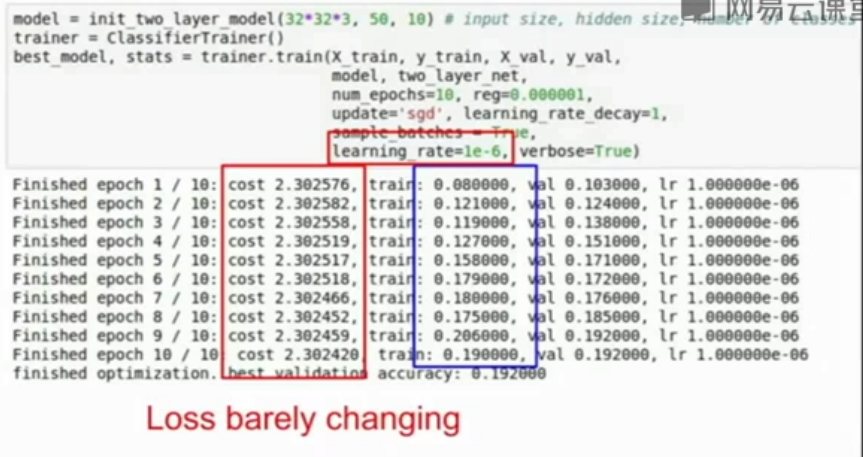 网易云课堂
model = init_two_layer_model(32*32*3, 50, 10) # input size, hidden size, number of classes
trainer = ClassifierTrainer()
best_model, stats = trainer.train(X_train, y_train, X_val, y_val,
model, two_layer_net,
num_epochs=10, reg=0.000001,
update='sgd', learning_rate_decay=1,
sample_batches = True,
learning_rate=1e-6, verbose=True)
Finished epoch 1 / 10: cost 2.302576, train: 0.080000, val 0.103000, lr 1.000000e-06
Finished epoch 2 / 10: cost 2.302582, train: 0.121000, val 0.124000, lr 1.000000e-06
Finished epoch 3 / 10: cost 2.302558, train: 0.119000, val 0.138000, lr 1.000000e-06
Finished epoch 4 / 10: cost 2.302519, train: 0.127000, val 0.151000, lr 1.000000e-06
Finished epoch 5 / 10: cost 2.302517, train: 0.158000, val 0.171000, lr 1.000000e-06
Finished epoch 6 / 10: cost 2.302518, train: 0.179000, val 0.172000, lr 1.000000e-06
Finished epoch 7 / 10: cost 2.302466, train: 0.180000, val 0.176000, lr 1.000000e-06
Finished epoch 8 / 10: cost 2.302452, train: 0.175000, val 0.185000, lr 1.000000e-06
Finished epoch 9 / 10: cost 2.302459, train: 0.206000, val 0.192000, lr 1.000000e-06
Finished epoch 10 / 10: cost 2.302420, train: 0.190000, val 0.192000, lr 1.000000e-06
finished optimization. best validation accuracy: 0.192000
Loss barely changing